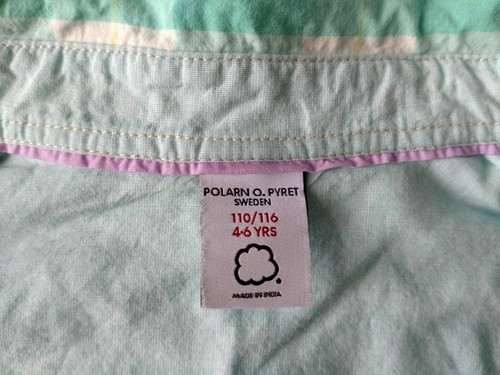 POLARN O. PYRET
SWEDEN
110/116
4-6 YRS
MADE IN INDIA